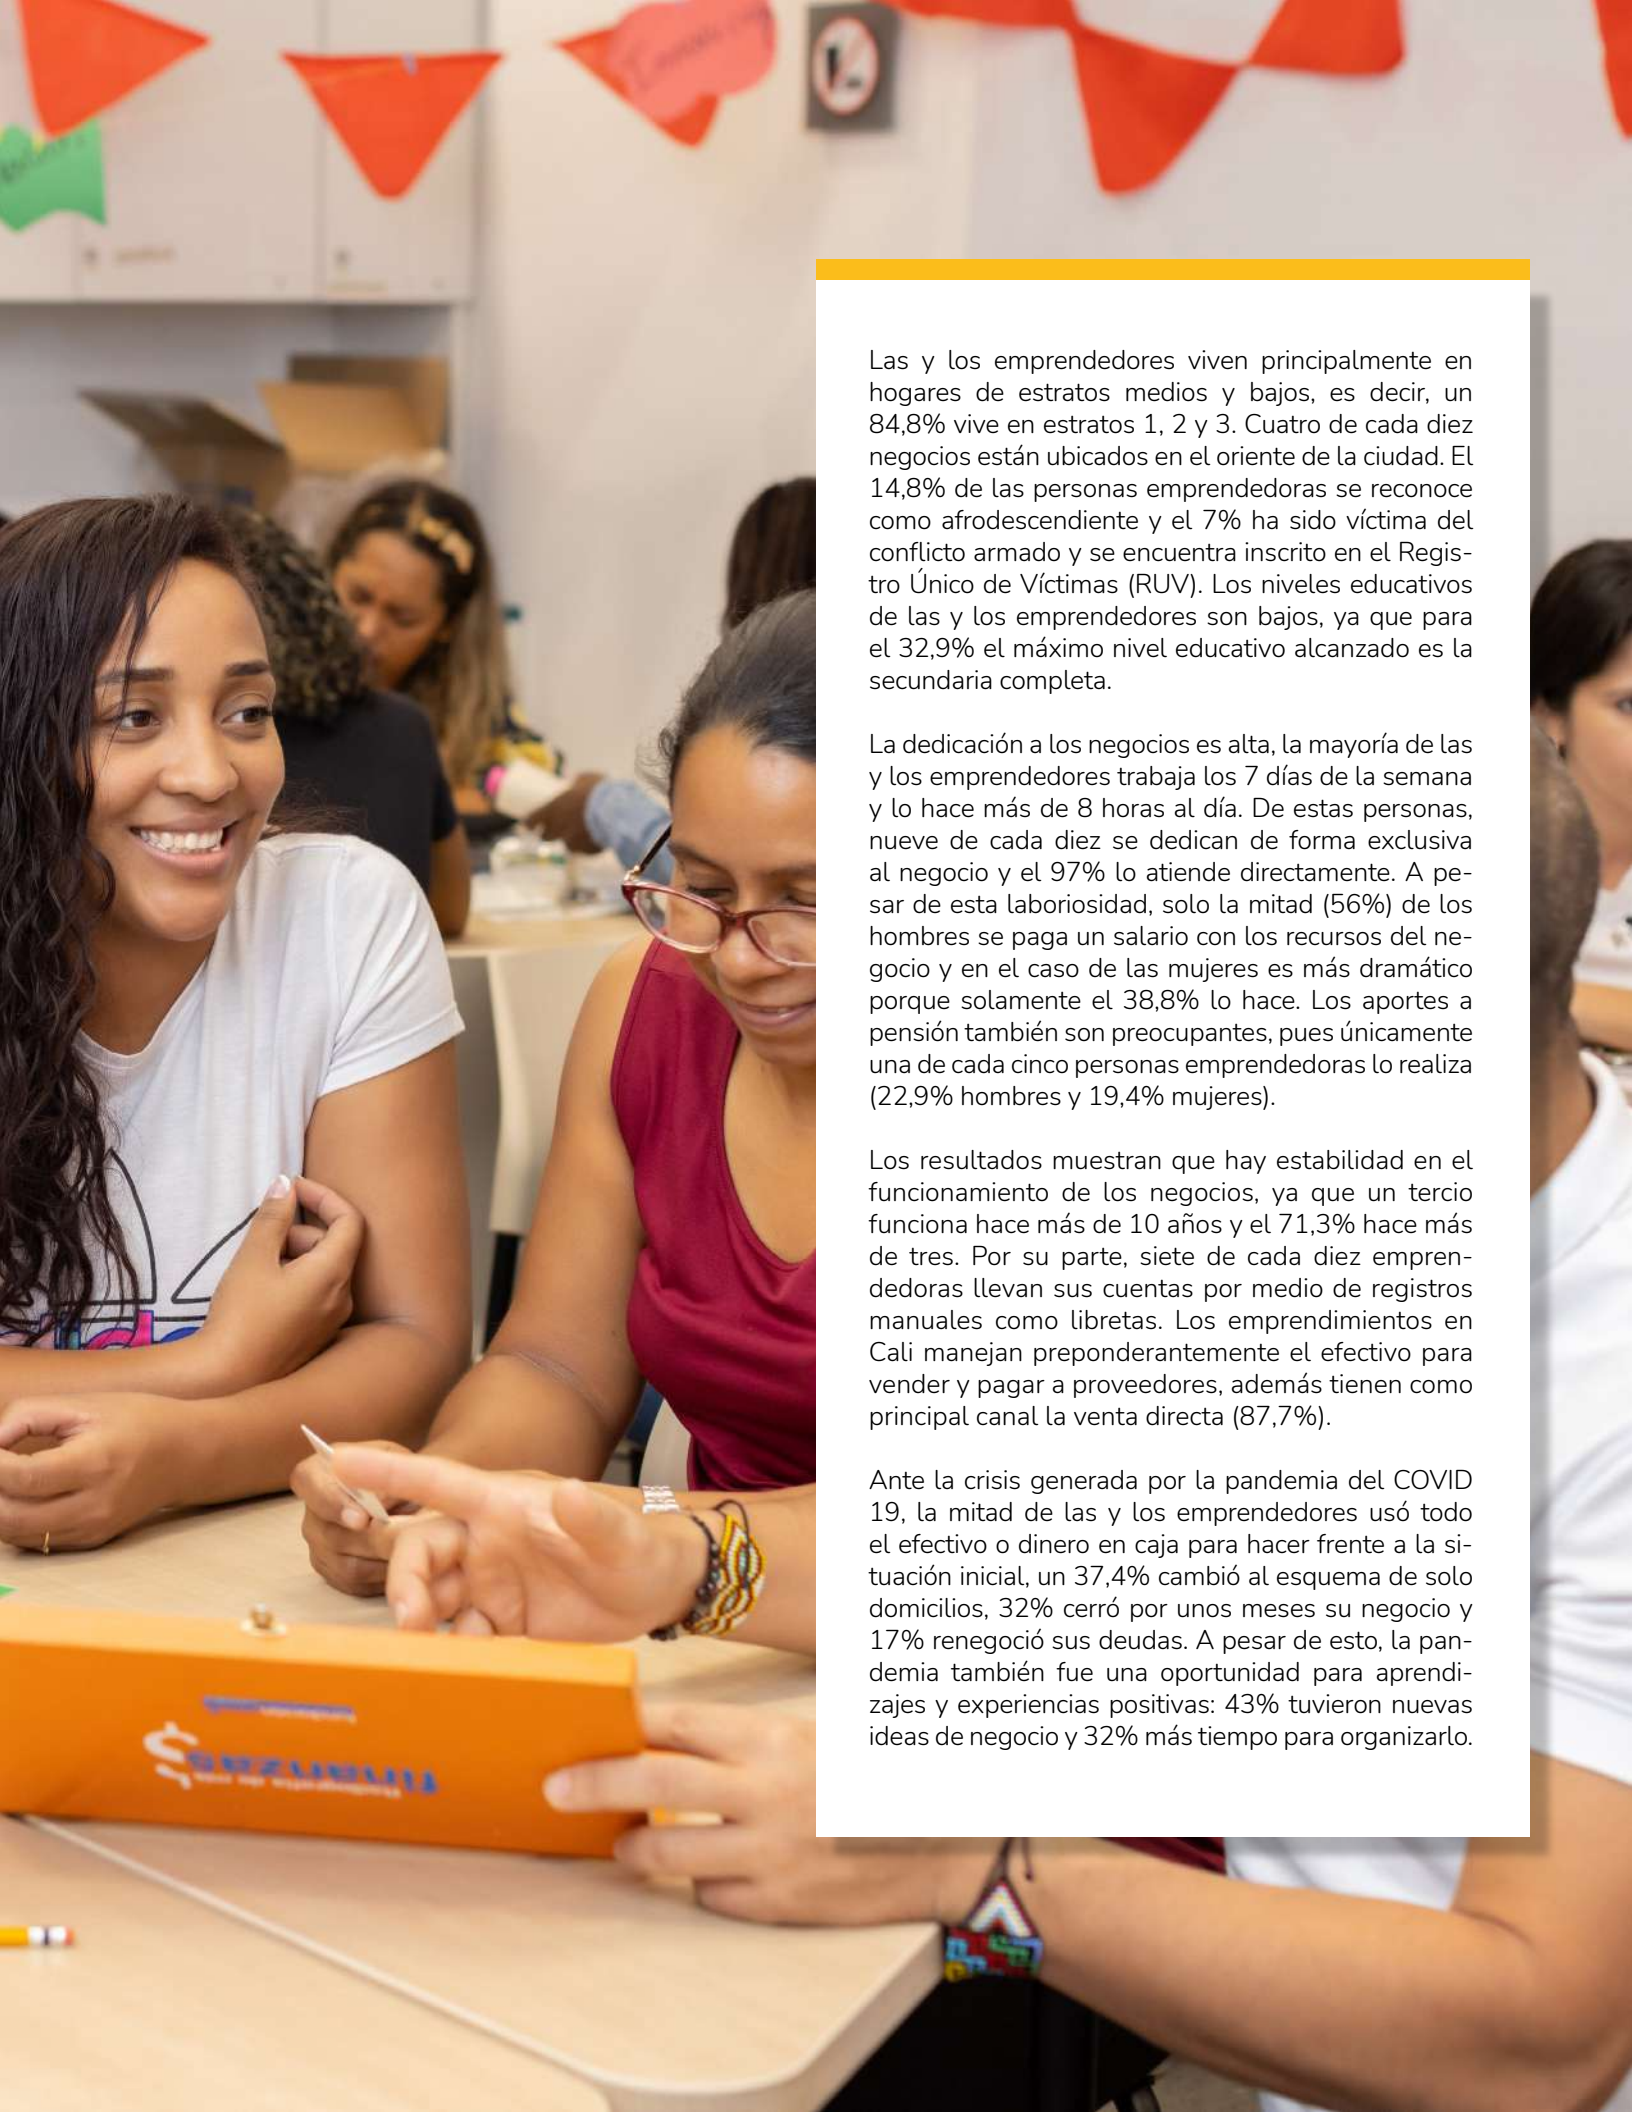 Las y los emprendedores viven principalmente en
hogares de estratos medios y bajos, es decir, un
84,8% vive en estratos 1, 2 y 3. Cuatro de cada diez
negocios están ubicados en el oriente de la ciudad. El
14,8% de las personas emprendedoras se reconoce
como afrodescendiente y el 7% ha sido víctima del
conflicto armado y se encuentra inscrito en el Regis-
tro Único de Víctimas (RUV). Los niveles educativos
de las y los emprendedores son bajos, ya que para
el 32,9% el máximo nivel educativo alcanzado es la
secundaria completa.
La dedicación a los negocios es alta, la mayoría de las
y los emprendedores trabaja los 7 días de la semana
y lo hace más de 8 horas al día. De estas personas,
nueve de cada diez se dedican de forma exclusiva
al negocio y el 97% lo atiende directamente. A pe-
sar de esta laboriosidad, solo la mitad (56%) de los
hombres se paga un salario con los recursos del ne-
gocio y en el caso de las mujeres es más dramático
porque solamente el 38,8% lo hace. Los aportes a
pensión también son preocupantes, pues únicamente
una de cada cinco personas emprendedoras lo realiza
(22,9% hombres y 19,4% mujeres).
Los resultados muestran que hay estabilidad en el
funcionamiento de los negocios, ya que un tercio
funciona hace más de 10 años y el 71,3% hace más
de tres. Por su parte, siete de cada diez empren-
dedoras llevan sus cuentas por medio de registros
manuales como libretas. Los emprendimientos en
Cali manejan preponderantemente el efectivo para
vender y pagar a proveedores, además tienen como
principal canal la venta directa (87,7%).
Ante la crisis generada por la pandemia del COVID
19, la mitad de las y los emprendedores usó todo
el efectivo o dinero en caja para hacer frente a la si-
tuación inicial, un 37,4% cambió al esquema de solo
domicilios, 32% cerró por unos meses su negocio y
17% renegoció sus deudas. A pesar de esto, la pan-
demia también fue una oportunidad para aprendi-
zajes y experiencias positivas: 43% tuvieron nuevas
ideas de negocio y 32% más tiempo para organizarlo.
finanzas